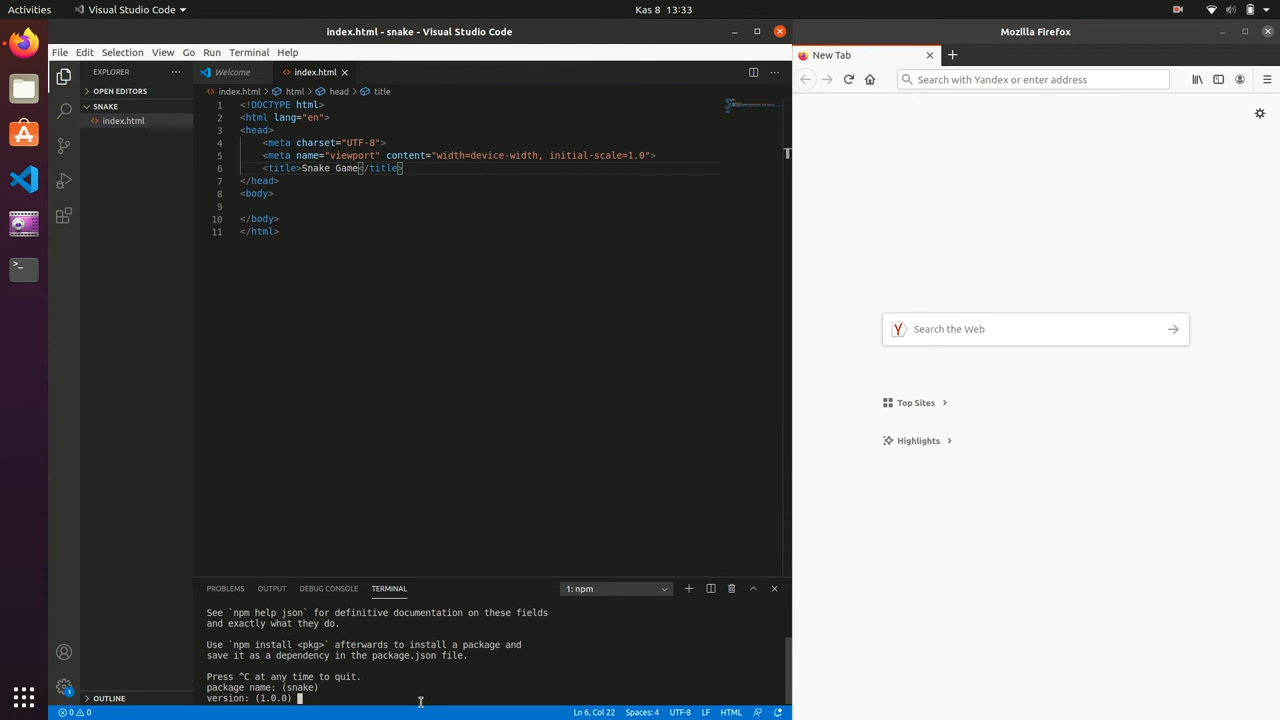 Activities
Visual Studio Code
Kas 8 13:33
index.html - snake - Visual Studio Code
File Edit Selection View Go Run Terminal Help
EXPLORER
OPEN EDITORS
SNAKE
index.html
OUTLINE
Welcome
index.html
index.html > html > head > title
1 <!DOCTYPE html>
2 <html lang="en">
3 <head>
4 <meta charset="UTF-8">
5 <meta name="viewport" content="width=device-width, initial-scale=1.0">
6 <title>Snake Game</title>
7 </head>
8 <body>
9
10 </body>
11 </html>
PROBLEMS OUTPUT DEBUG CONSOLE TERMINAL
1: npm
See `npm help json` for definitive documentation on these fields
and exactly what they do.
Use `npm install <pkg>` afterwards to install a package and
save it as a dependency in the package.json file.
Press ^C at any time to quit.
package name: (snake)
version: (1.0.0)
1
0 0
Ln 6, Col 22 Spaces: 4 UTF-8 LF HTML
Mozilla Firefox
New Tab
Search with Yandex or enter address
Y Search the Web
Top Sites >
Highlights >